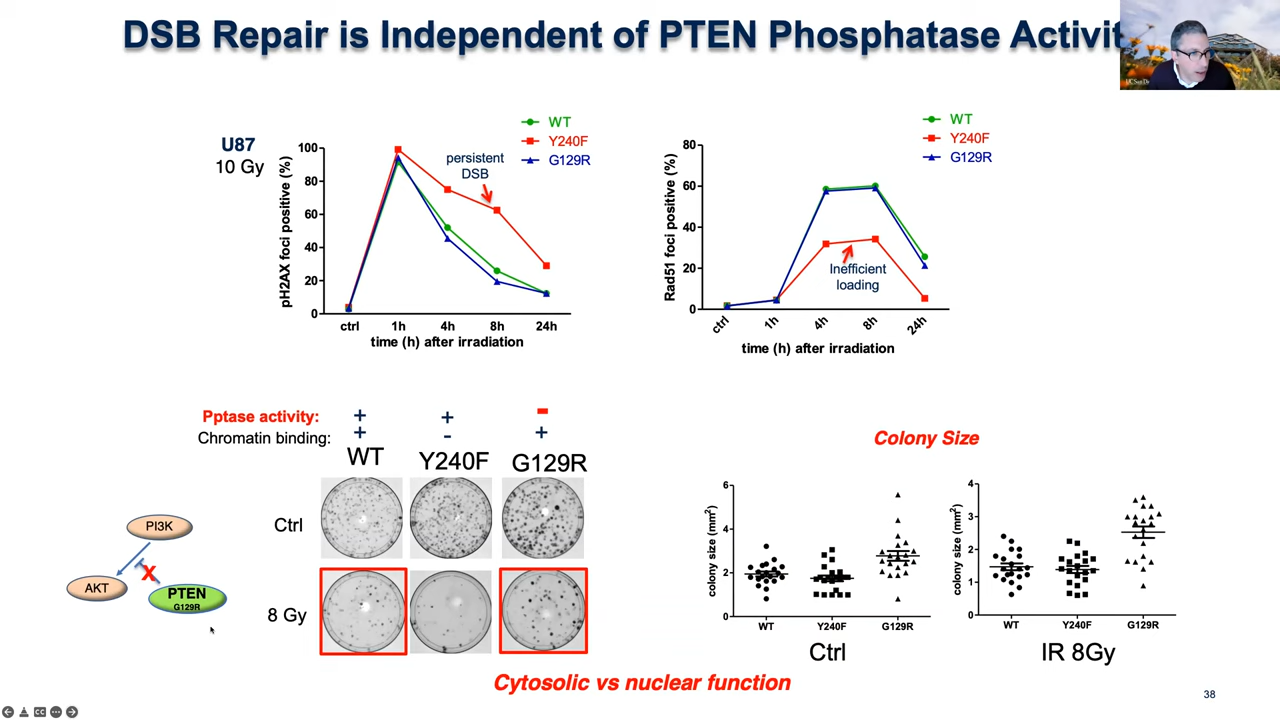 DSB Repair is Independent of PTEN Phosphatase Activit
UC San Die
U87
10 Gy
WT
Y240F
G129R
persistent
DSB
pH2AX foci positive (%)
100
80
60
40
20
0
ctrl
1h
4h
8h
24h
time (h) after irradiation
WT
Y240F
G129R
Inefficient
loading
Rad51 foci positive (%)
80
60
40
20
0
ctrl
1h
4h
8h
24h
time (h) after irradiation
Pptase activity: + + -
Chromatin binding: + - +
WT Y240F G129R
Ctrl
8 Gy
PI3K
AKT
X
PTEN
G129R
Colony Size
colony size (mm²)
6
4
2
0
WT Y240F G129R
Ctrl
colony size (mm²)
4
3
2
1
0
WT Y240F G129R
IR 8Gy
Cytosolic vs nuclear function
38
CC